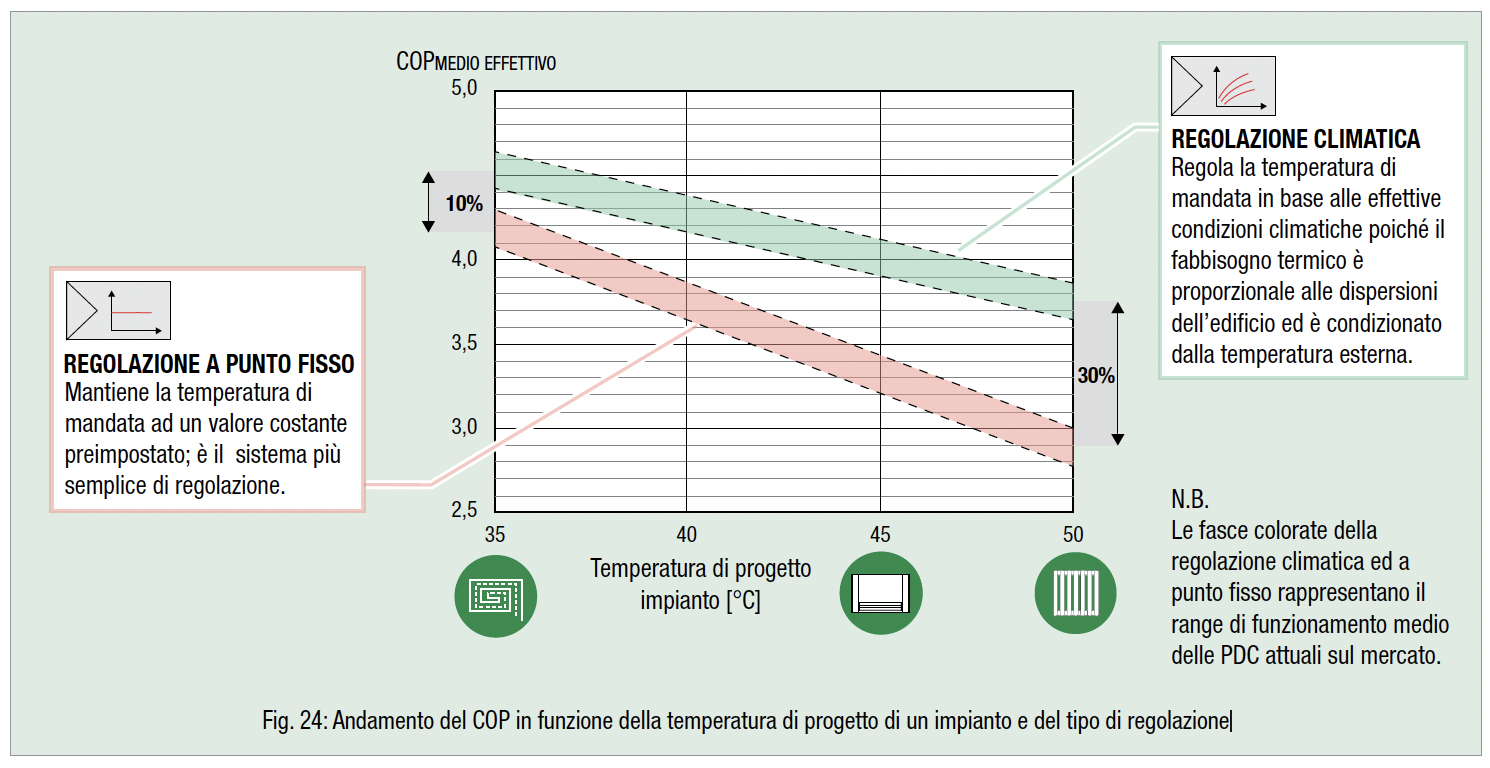 COPMEDIO EFFETTIVO
5,0
4,0
3,5
3,0
2,5
10%
30%
35
40
45
50
Temperatura di progetto
impianto [°C]
REGOLAZIONE A PUNTO FISSO
Mantiene la temperatura di
mandata ad un valore costante
preimpostato; è il sistema più
semplice di regolazione.
REGOLAZIONE CLIMATICA
Regola la temperatura di
mandata in base alle effettive
condizioni climatiche poiché il
fabbisogno termico è
proporzionale alle dispersioni
dell'edificio ed è condizionato
dalla temperatura esterna.
N.B.
Le fasce colorate della
regolazione climatica ed a
punto fisso rappresentano il
range di funzionamento medio
delle PDC attuali sul mercato.
Fig. 24: Andamento del COP in funzione della temperatura di progetto di un impianto e del tipo di regolazione